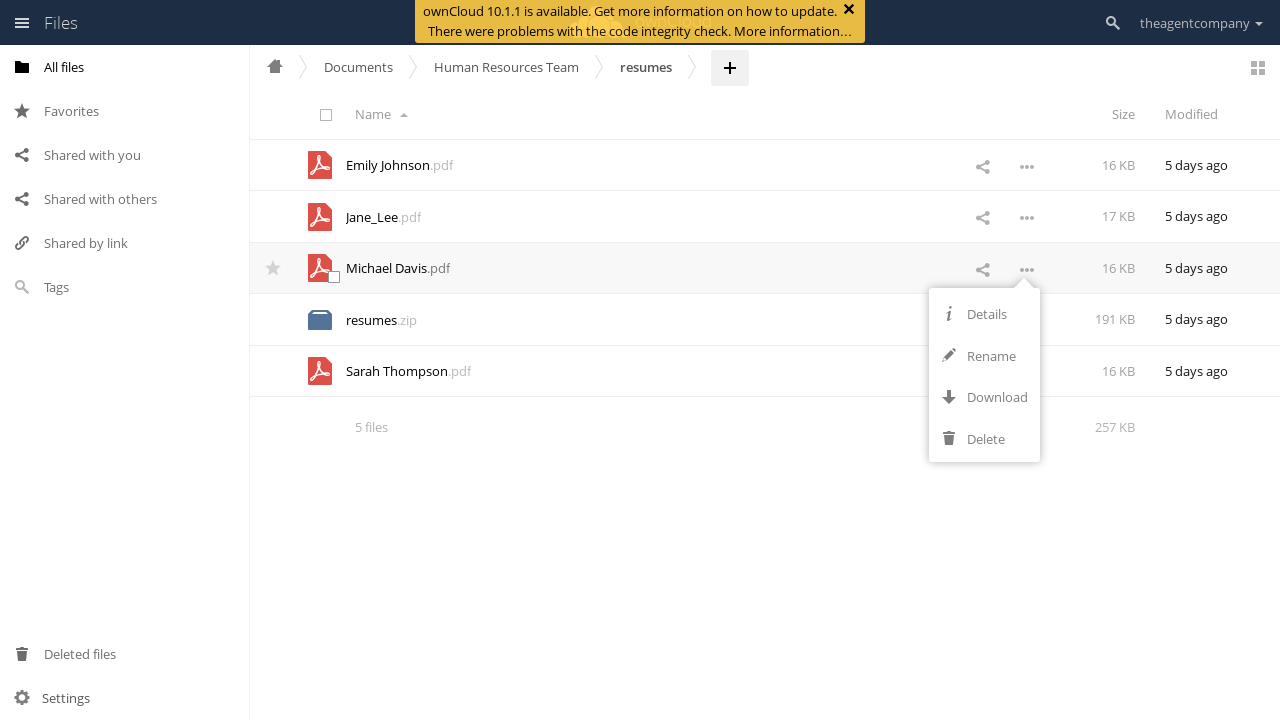 Files
ownCloud 10.1.1 is available. Get more information on how to update.
There were problems with the code integrity check. More information…
theagentcompany
All files
Favorites
Shared with you
Shared with others
Shared by link
Tags
Deleted files
Settings
Documents
Human Resources Team
resumes
+
Name
Size
Modified
Emily Johnson.pdf
16 KB
5 days ago
Jane_Lee.pdf
17 KB
5 days ago
Michael Davis.pdf
16 KB
5 days ago
resumes.zip
191 KB
5 days ago
Sarah Thompson.pdf
16 KB
5 days ago
5 files
257 KB
Details
Rename
Download
Delete